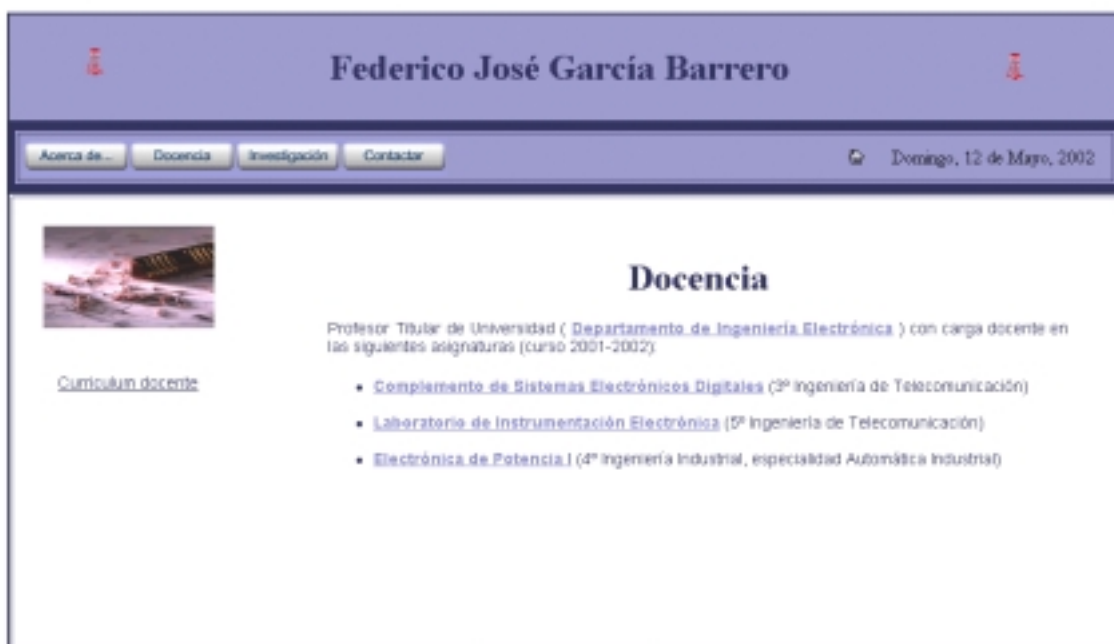 Federico José García Barrero
Acerca de... Docencia Investigación Contactar Domingo, 12 de Mayo, 2002
Docencia
Profesor Titular de Universidad ( Departamento de Ingeniería Electrónica ) con carga docente en
las siguientes asignaturas (curso 2001-2002):
Curriculum docente
• Complemento de Sistemas Electrónicos Digitales (3º Ingeniería de Telecomunicación)
• Laboratorio de Instrumentación Electrónica (5º Ingeniería de Telecomunicación)
• Electrónica de Potencia I (4º Ingeniería Industrial, especialidad Automática Industrial)